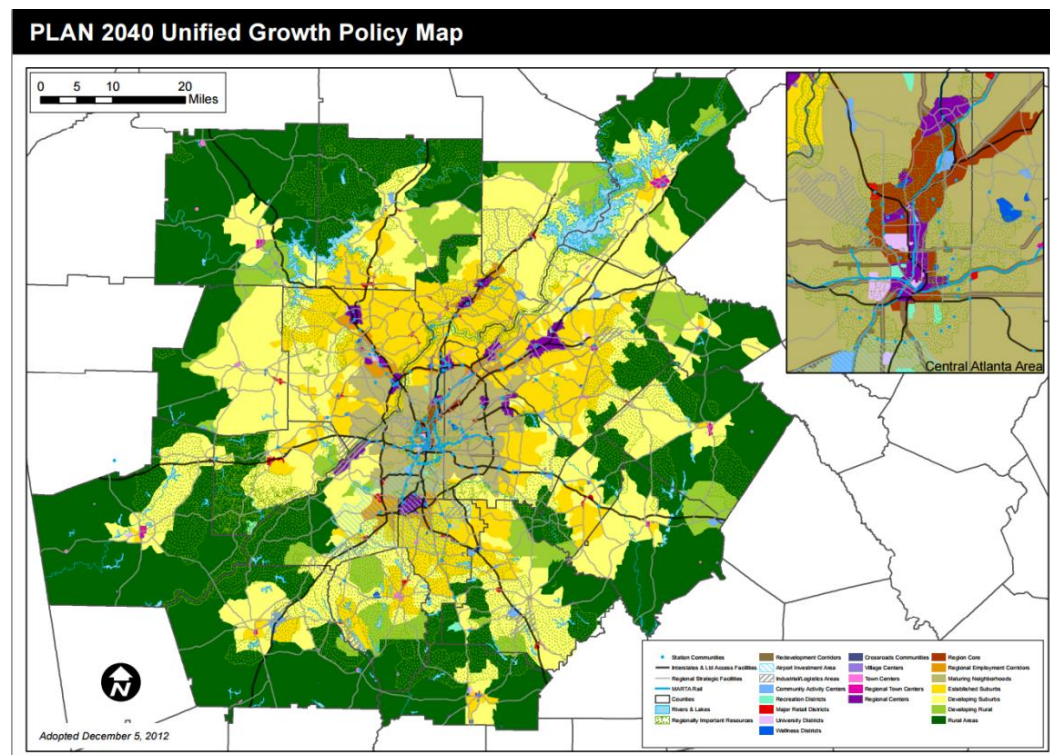 PLAN 2040 Unified Growth Policy Map
0 5 10 20
Miles
Central Atlanta Area
N
Adopted December 5, 2012
Station Communities
Interstates & Ltd Access Facilities
Regional Strategic Facilities
MARTA Rail
Counties
Rivers & Lakes
Regionally Important Resources
Redevelopment Corridors
Airport Investment Area
Industrial/Logistics Areas
Community Activity Centers
Recreation Districts
Major Retail Districts
University Districts
Wellness Districts
Crossroads Communities
Village Centers
Town Centers
Regional Town Centers
Regional Centers
Region Core
Regional Employment Corridors
Maturing Neighborhoods
Established Suburbs
Developing Suburbs
Developing Rural
Rural Areas